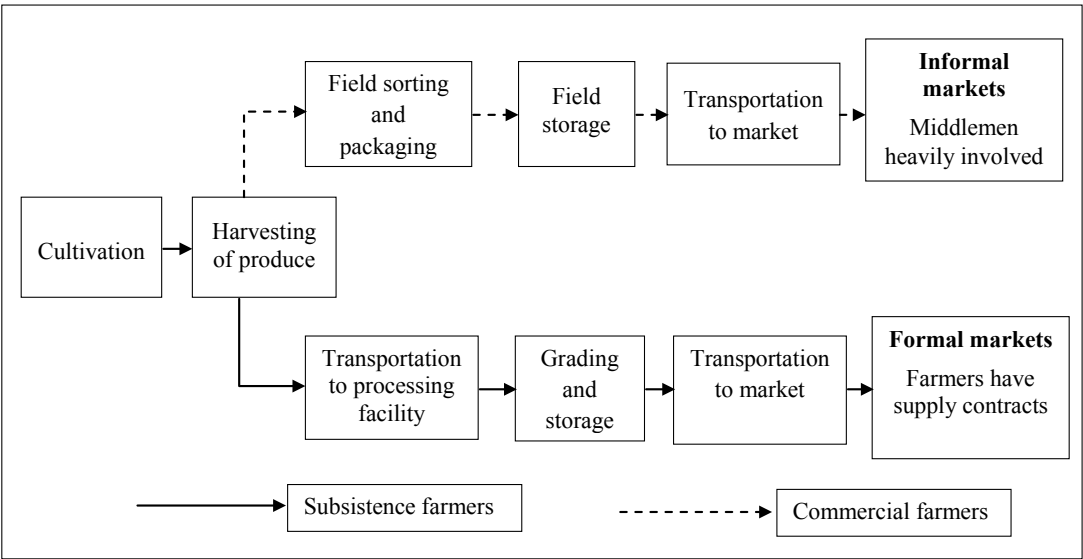 Field sorting
and
packaging
Field
storage
Transportation
to market
Informal
markets
Middlemen
heavily involved
Cultivation
Harvesting
of produce
Transportation
to processing
facility
Grading
and
storage
Transportation
to market
Formal markets
Farmers have
supply contracts
Subsistence farmers
Commercial farmers